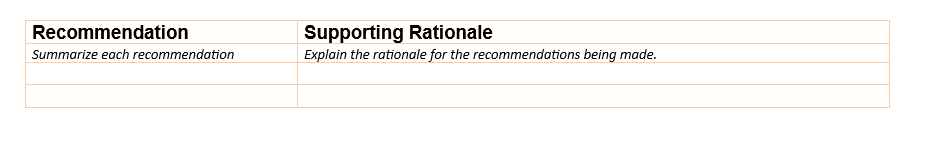 Recommendation
Supporting Rationale
Summarize each recommendation
Explain the rationale for the recommendations being made.